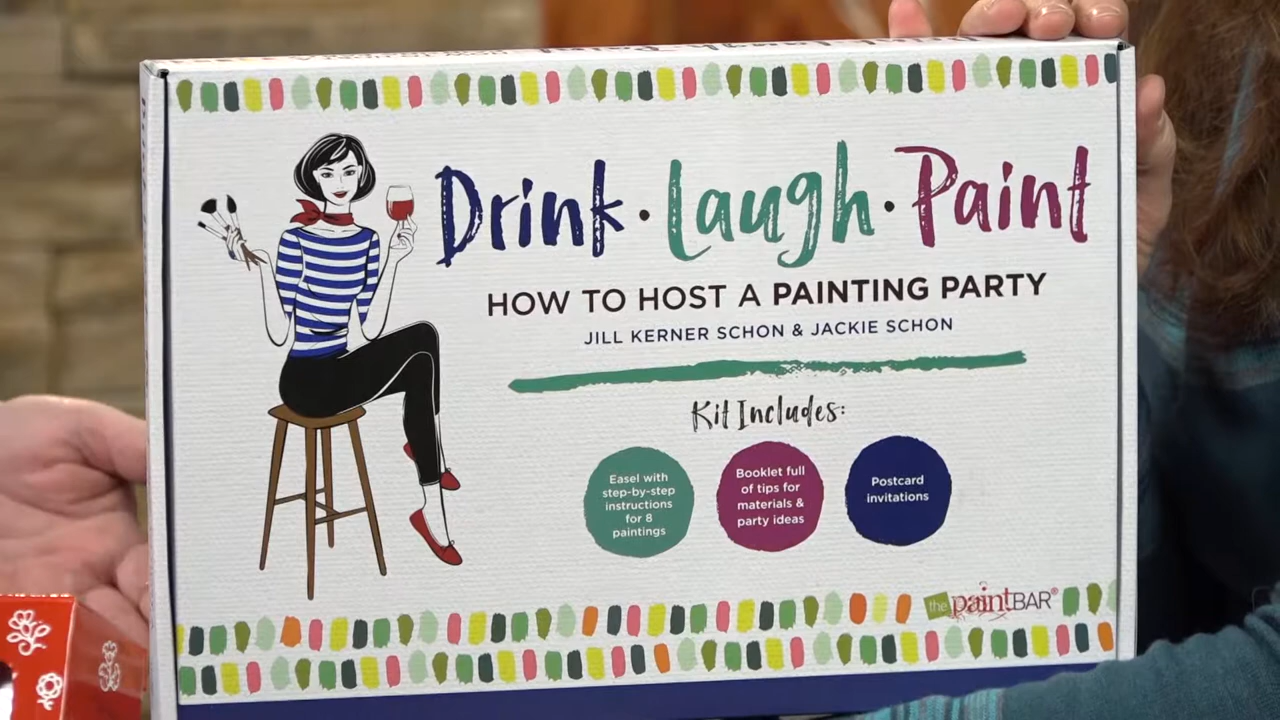 Drink · Laugh · Paint
HOW TO HOST A PAINTING PARTY
JILL KERNER SCHON & JACKIE SCHON
Kit Includes:
Easel with
step-by-step
instructions
for 8
paintings
Booklet full
of tips for
materials &
party ideas
Postcard
invitations
the paintBAR®